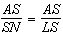 AS/SN = AS/LS